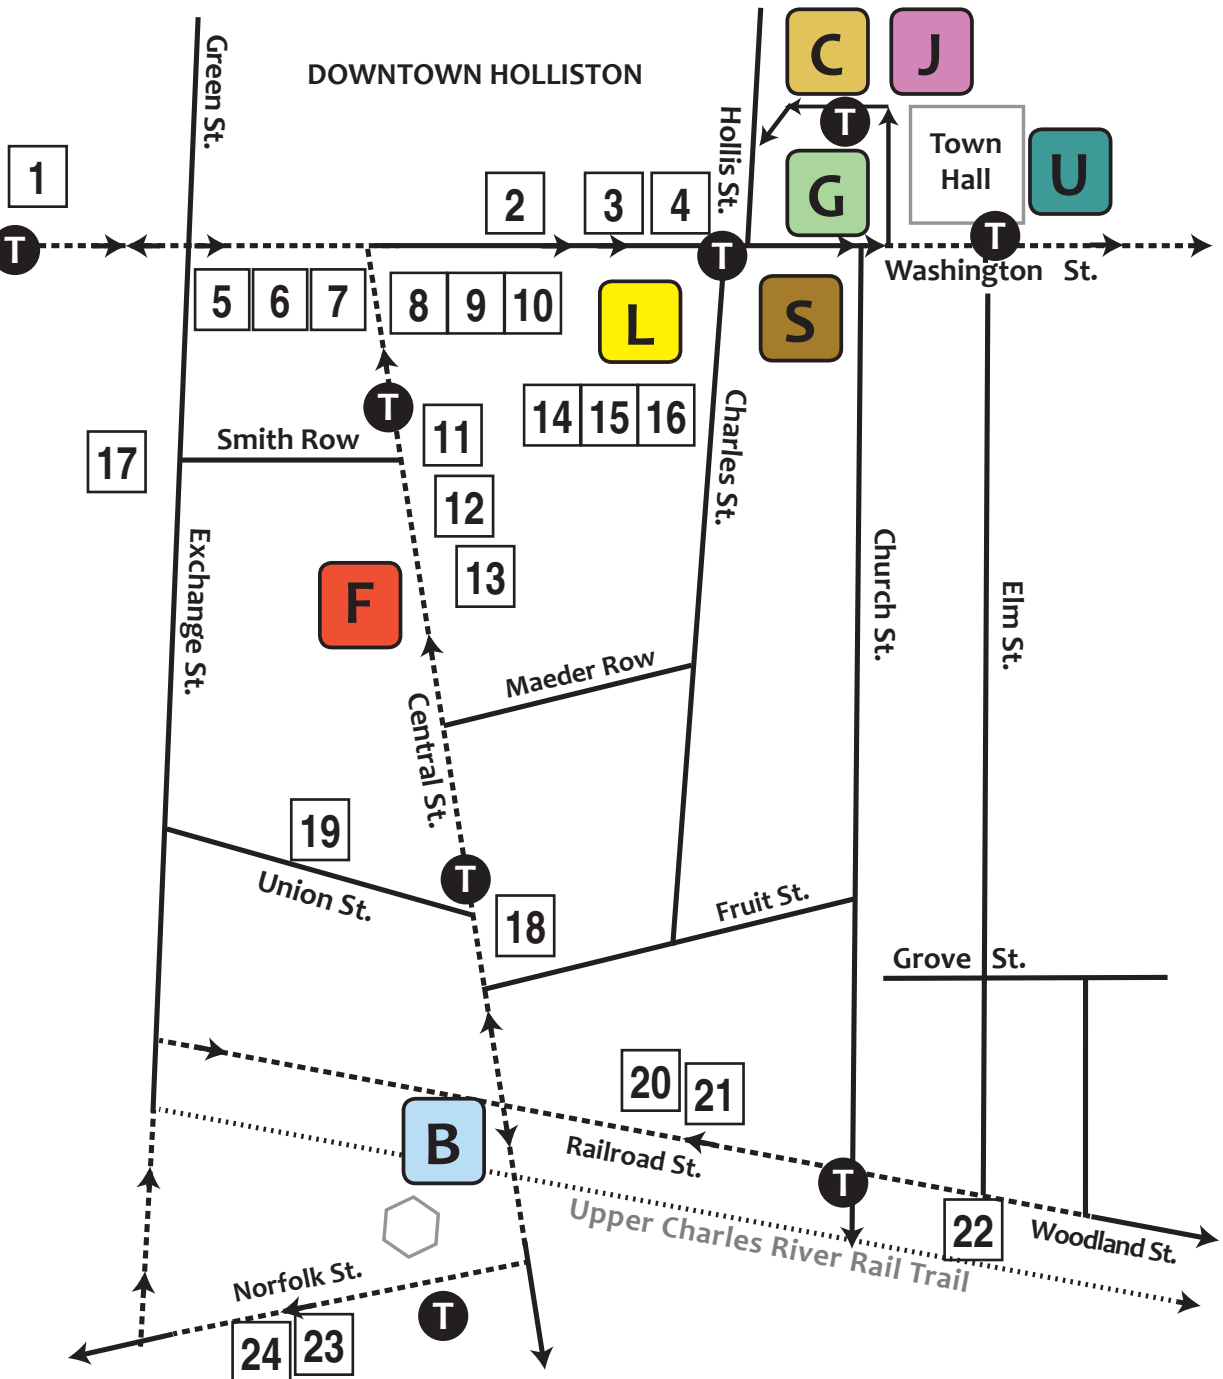 DOWNTOWN HOLLISTON
Green St.
Hollis St.
C
J
T
Town
Hall
U
G
1
2
3
4
T
T
T
Washington St.
5
6
7
8
9
10
L
S
T
11
14
15
16
Charles St.
Smith Row
17
12
13
Exchange St.
F
Church St.
Elm St.
Maeder Row
Central St.
19
Union St.
T
18
Fruit St.
Grove St.
20
21
B
Railroad St.
T
22
Woodland St.
Upper Charles River Rail Trail
Norfolk St.
T
24
23